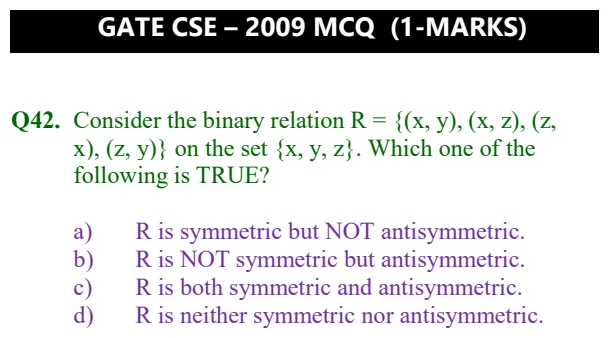 GATE CSE – 2009 MCQ (1-MARKS)
Q42. Consider the binary relation R = {(x, y), (x, z), (z,
x), (z, y)} on the set {x, y, z}. Which one of the
following is TRUE?
a) R is symmetric but NOT antisymmetric.
b) R is NOT symmetric but antisymmetric.
c) R is both symmetric and antisymmetric.
d) R is neither symmetric nor antisymmetric.